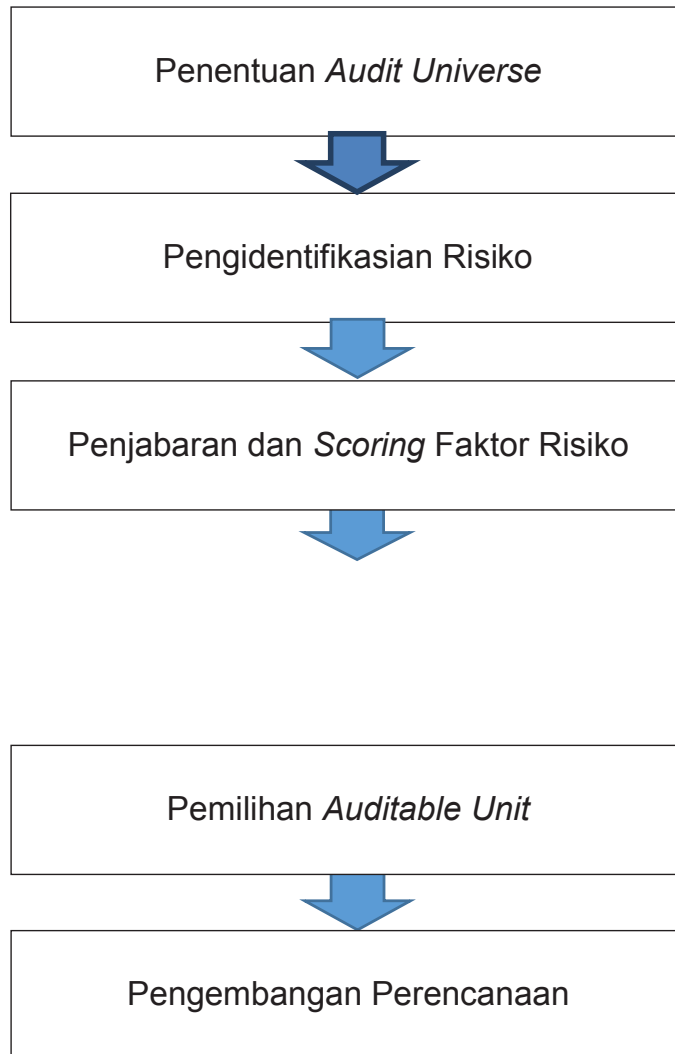 Penentuan Audit Universe
Pengidentifikasian Risiko
Penjabaran dan Scoring Faktor Risiko
Pemilihan Auditable Unit
Pengembangan Perencanaan